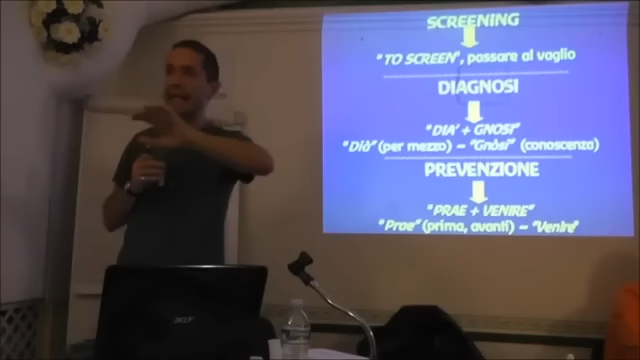 SCREENING
"TO SCREEN", passare al vaglio
DIAGNOSI
"DIA' + GNOSI"
"Dià" (per mezzo) - "Gnòsi" (conoscenza)
PREVENZIONE
"PRAE + VENIRE"
"Prae" (prima, avanti) - "Venire"
acer